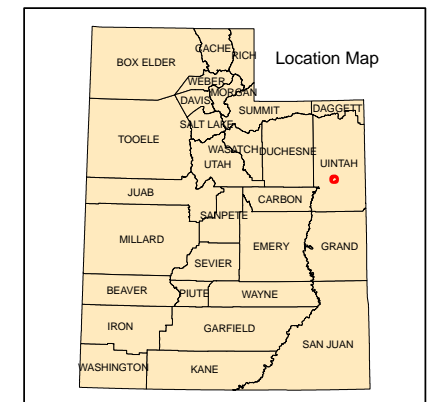 Location Map
BOX ELDER
CACHE
RICH
WEBER
MORGAN
DAVIS
SUMMIT
DAGGETT
SALT LAKE
TOOELE
WASATCH
DUCHESNE
UTAH
UINTAH
JUAB
CARBON
SANPETE
MILLARD
EMERY
GRAND
SEVIER
BEAVER
PIUTE
WAYNE
IRON
GARFIELD
SAN JUAN
WASHINGTON
KANE